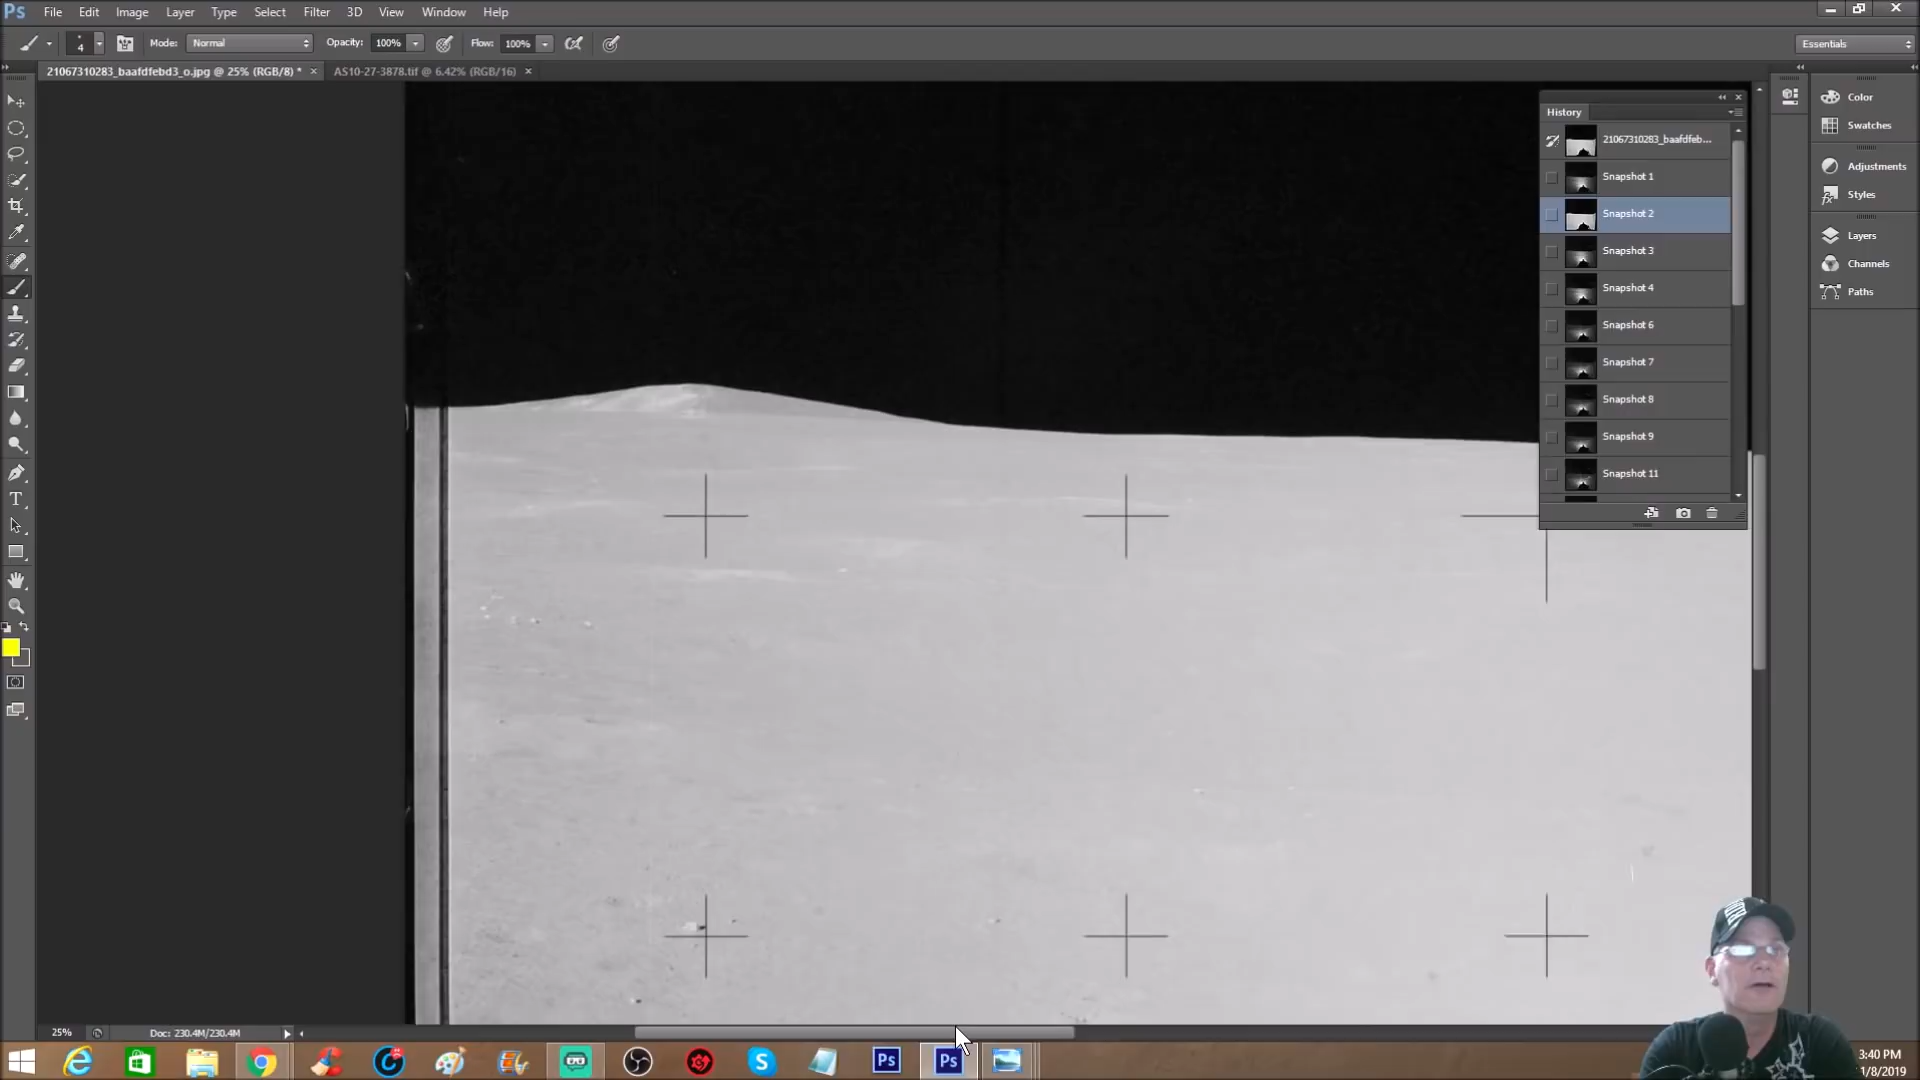 Ps File Edit Image Layer Type Select Filter 3D View Window Help
4 Mode: Normal Opacity: 100% Flow: 100% Essentials
21067310283_baafdfebd3_o.jpg @ 25% (RGB/8) * × AS10-27-3878.tif @ 6.42% (RGB/16) ×
History
21067310283_baafdfeb...
Snapshot 1
Snapshot 2
Snapshot 3
Snapshot 4
Snapshot 6
Snapshot 7
Snapshot 8
Snapshot 9
Snapshot 11
Color
Swatches
Adjustments
Styles
Layers
Channels
Paths
T
25% Doc: 230.4M/230.4M
S Ps Ps
3:40 PM
1/8/2019